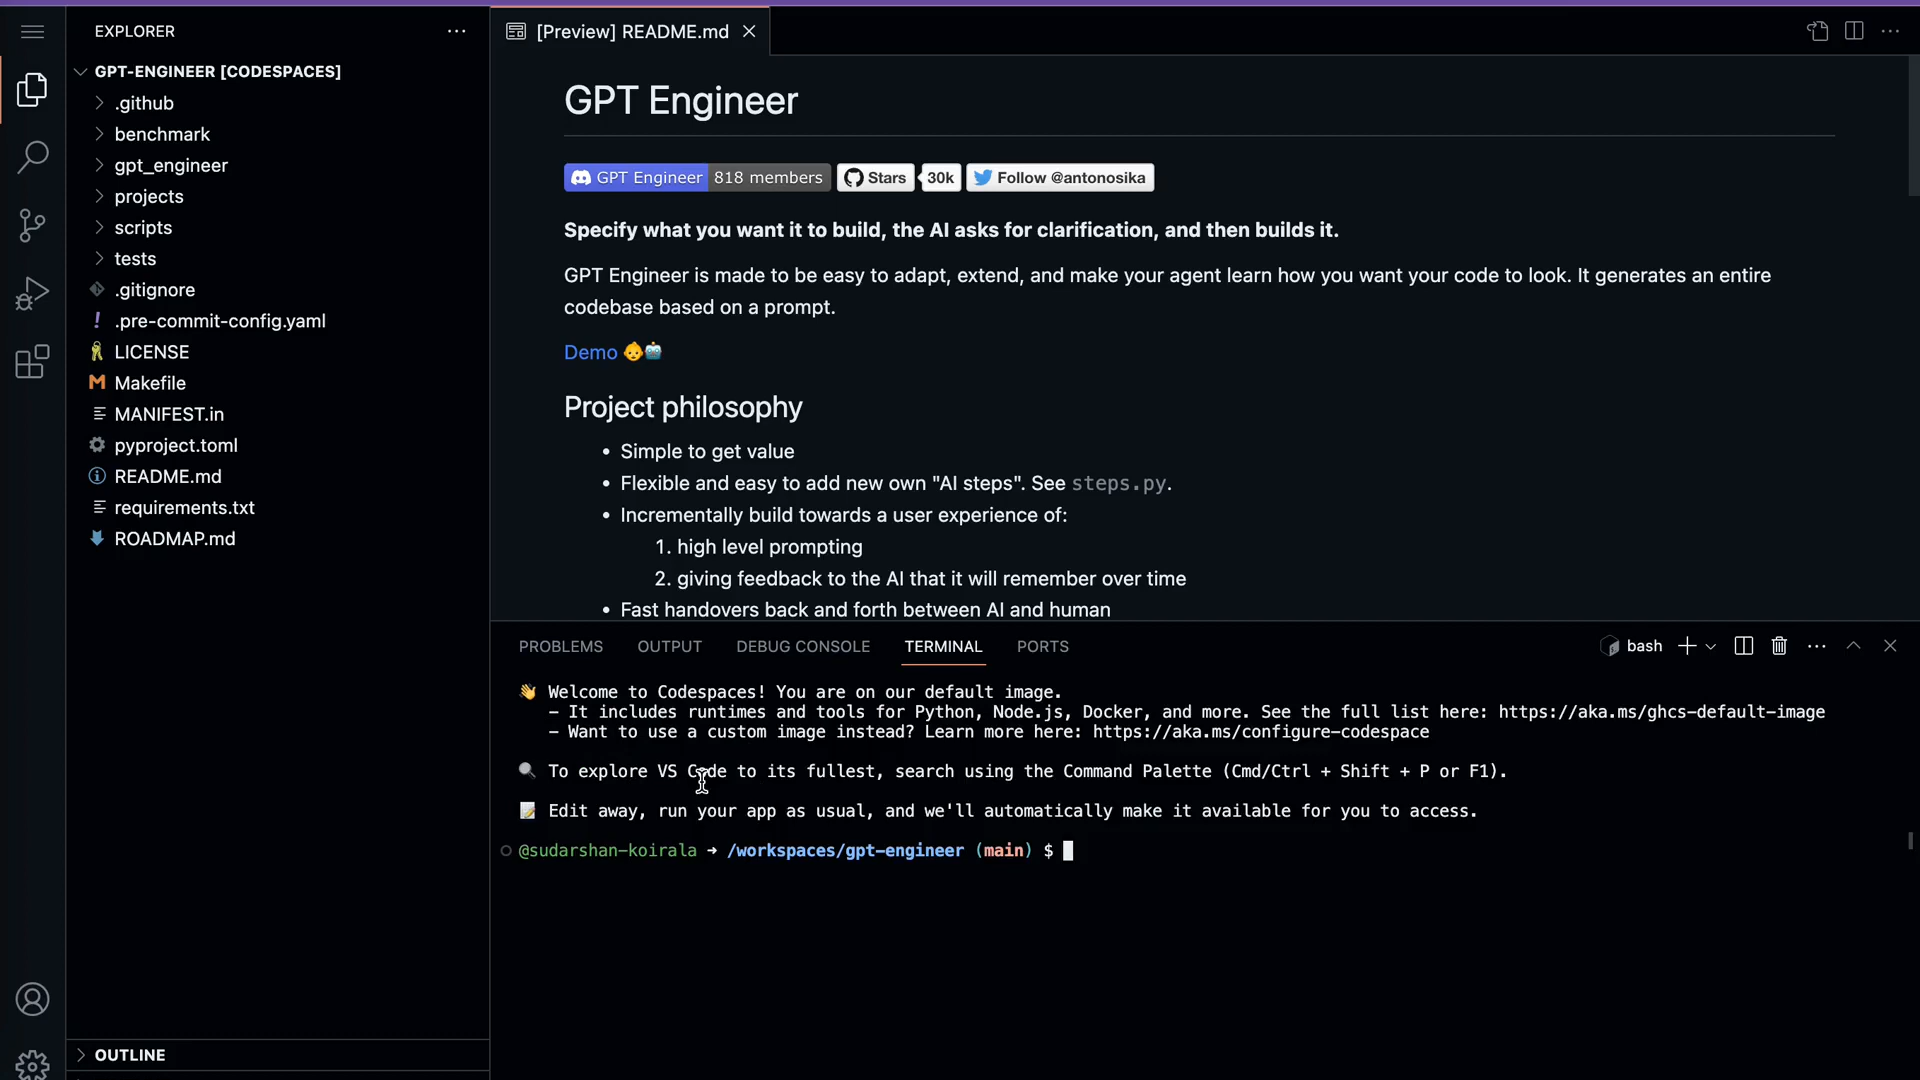 EXPLORER
GPT-ENGINEER [CODESPACES]
.github
benchmark
gpt_engineer
projects
scripts
tests
.gitignore
.pre-commit-config.yaml
LICENSE
Makefile
MANIFEST.in
pyproject.toml
README.md
requirements.txt
ROADMAP.md
OUTLINE
[Preview] README.md
GPT Engineer
GPT Engineer 818 members Stars 30k Follow @antonosika
Specify what you want it to build, the AI asks for clarification, and then builds it.
GPT Engineer is made to be easy to adapt, extend, and make your agent learn how you want your code to look. It generates an entire
codebase based on a prompt.
Demo 👶🤖
Project philosophy
• Simple to get value
• Flexible and easy to add new own "AI steps". See steps.py.
• Incrementally build towards a user experience of:
1. high level prompting
2. giving feedback to the AI that it will remember over time
• Fast handovers back and forth between AI and human
PROBLEMS OUTPUT DEBUG CONSOLE TERMINAL PORTS bash
👋 Welcome to Codespaces! You are on our default image.
- It includes runtimes and tools for Python, Node.js, Docker, and more. See the full list here: https://aka.ms/ghcs-default-image
- Want to use a custom image instead? Learn more here: https://aka.ms/configure-codespace
🔍 To explore VS Code to its fullest, search using the Command Palette (Cmd/Ctrl + Shift + P or F1).
📝 Edit away, run your app as usual, and we'll automatically make it available for you to access.
@sudarshan-koirala ➜ /workspaces/gpt-engineer (main) $